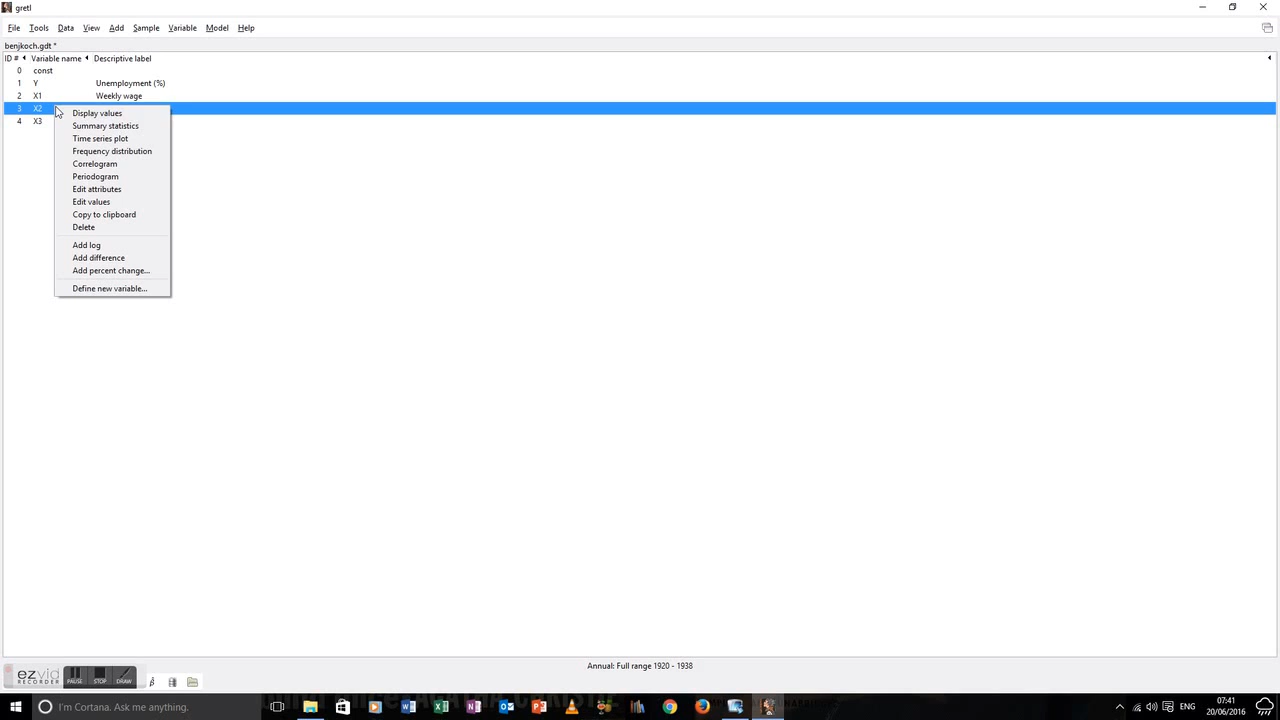 gretl
File Tools Data View Add Sample Variable Model Help
benjkoch.gdt *
ID # Variable name Descriptive label
0 const
1 Y Unemployment (%)
2 X1 Weekly wage
3 X2
4 X3
Display values
Summary statistics
Time series plot
Frequency distribution
Correlogram
Periodogram
Edit attributes
Edit values
Copy to clipboard
Delete
Add log
Add difference
Add percent change...
Define new variable...
Annual: Full range 1920 - 1938
ezvid
RECORDER
PAUSE STOP DRAW
I'm Cortana. Ask me anything.
ENG
07:41
20/06/2016